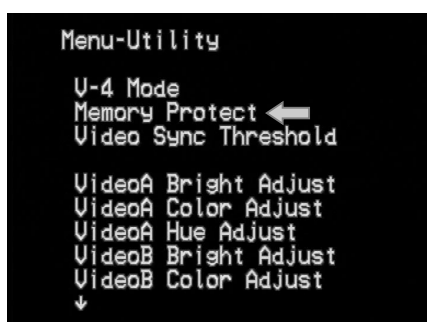 Menu-Utility
V-4 Mode
Memory Protect
Video Sync Threshold
VideoA Bright Adjust
VideoA Color Adjust
VideoA Hue Adjust
VideoB Bright Adjust
VideoB Color Adjust